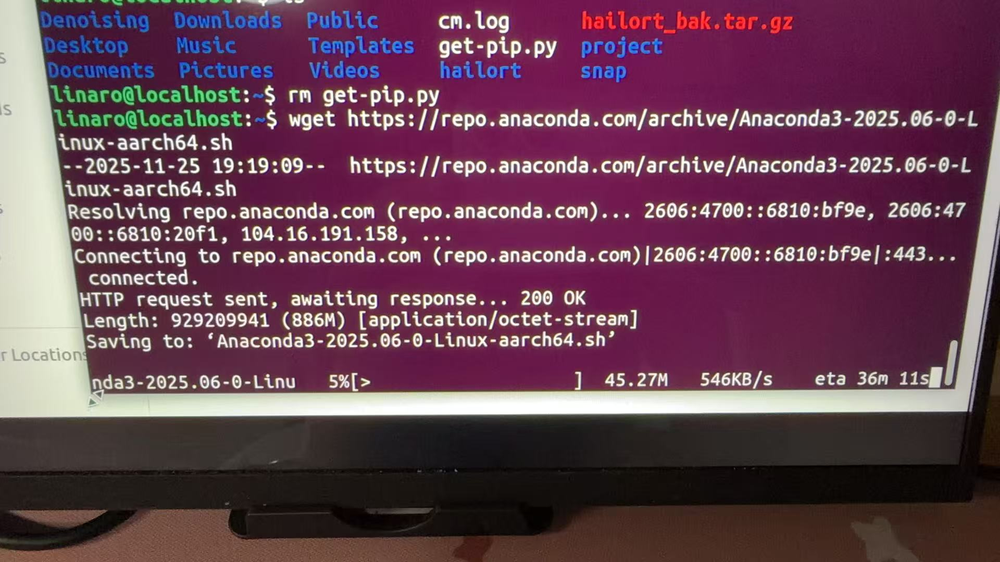 Denoising Downloads Public cm.log hailort_bak.tar.gz
Desktop Music Templates get-pip.py project
Documents Pictures Videos hailort snap
linaro@localhost:~$ rm get-pip.py
linaro@localhost:~$ wget https://repo.anaconda.com/archive/Anaconda3-2025.06-0-L
inux-aarch64.sh
--2025-11-25 19:19:09-- https://repo.anaconda.com/archive/Anaconda3-2025.06-0-L
inux-aarch64.sh
Resolving repo.anaconda.com (repo.anaconda.com)... 2606:4700::6810:bf9e, 2606:47
00::6810:20f1, 104.16.191.158, ...
Connecting to repo.anaconda.com (repo.anaconda.com)|2606:4700::6810:bf9e|:443...
connected.
HTTP request sent, awaiting response... 200 OK
Length: 929209941 (886M) [application/octet-stream]
Saving to: ‘Anaconda3-2025.06-0-Linux-aarch64.sh’
r Locations
nda3-2025.06-0-Linu 5%[> ] 45.27M 546KB/s eta 36m 11s